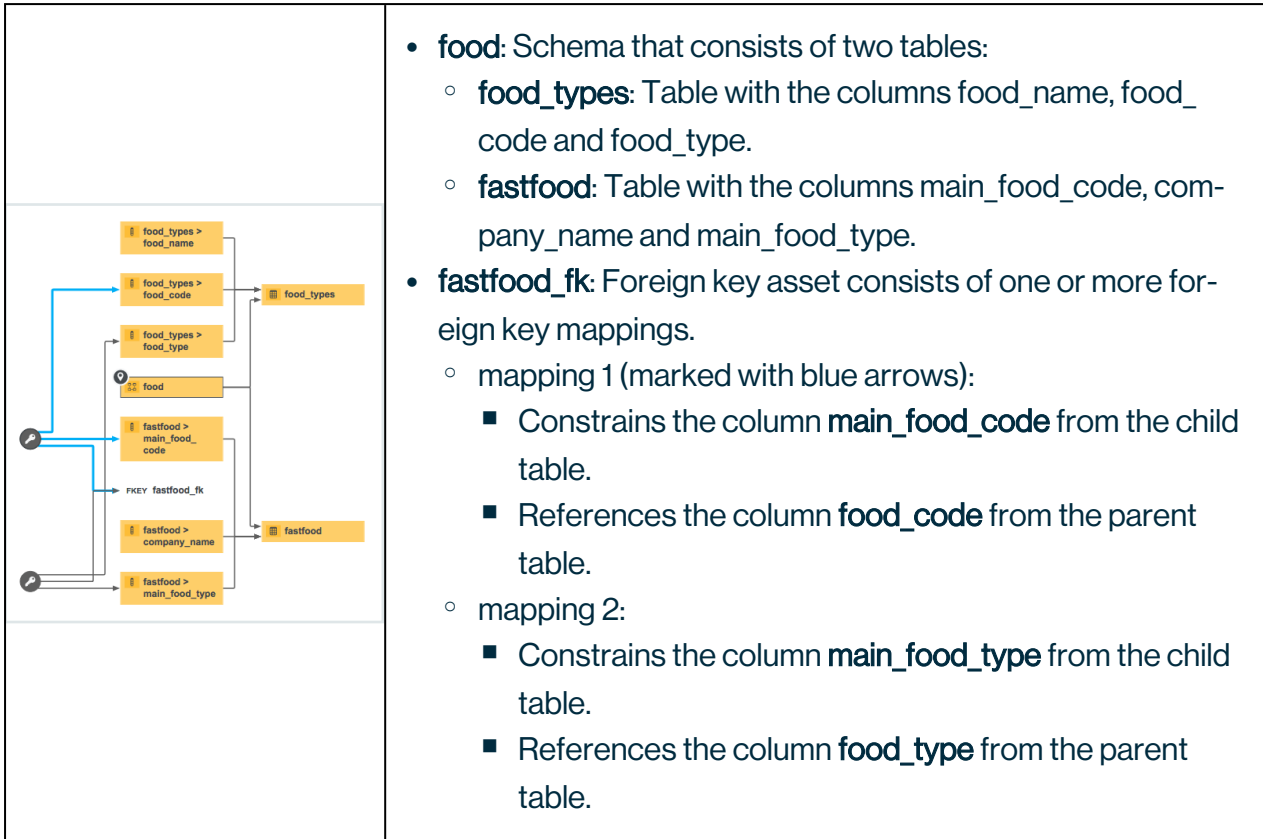 food_types >
food_name
food_types >
food_code
food_types
food_types >
food_type
food
fastfood >
main_food_
code
FKEY fastfood_fk
fastfood >
company_name
fastfood
fastfood >
main_food_type
• food: Schema that consists of two tables:
◦ food_types: Table with the columns food_name, food_
code and food_type.
◦ fastfood: Table with the columns main_food_code, com-
pany_name and main_food_type.
• fastfood_fk: Foreign key asset consists of one or more for-
eign key mappings.
◦ mapping 1 (marked with blue arrows):
▪ Constrains the column main_food_code from the child
table.
▪ References the column food_code from the parent
table.
◦ mapping 2:
▪ Constrains the column main_food_type from the child
table.
▪ References the column food_type from the parent
table.